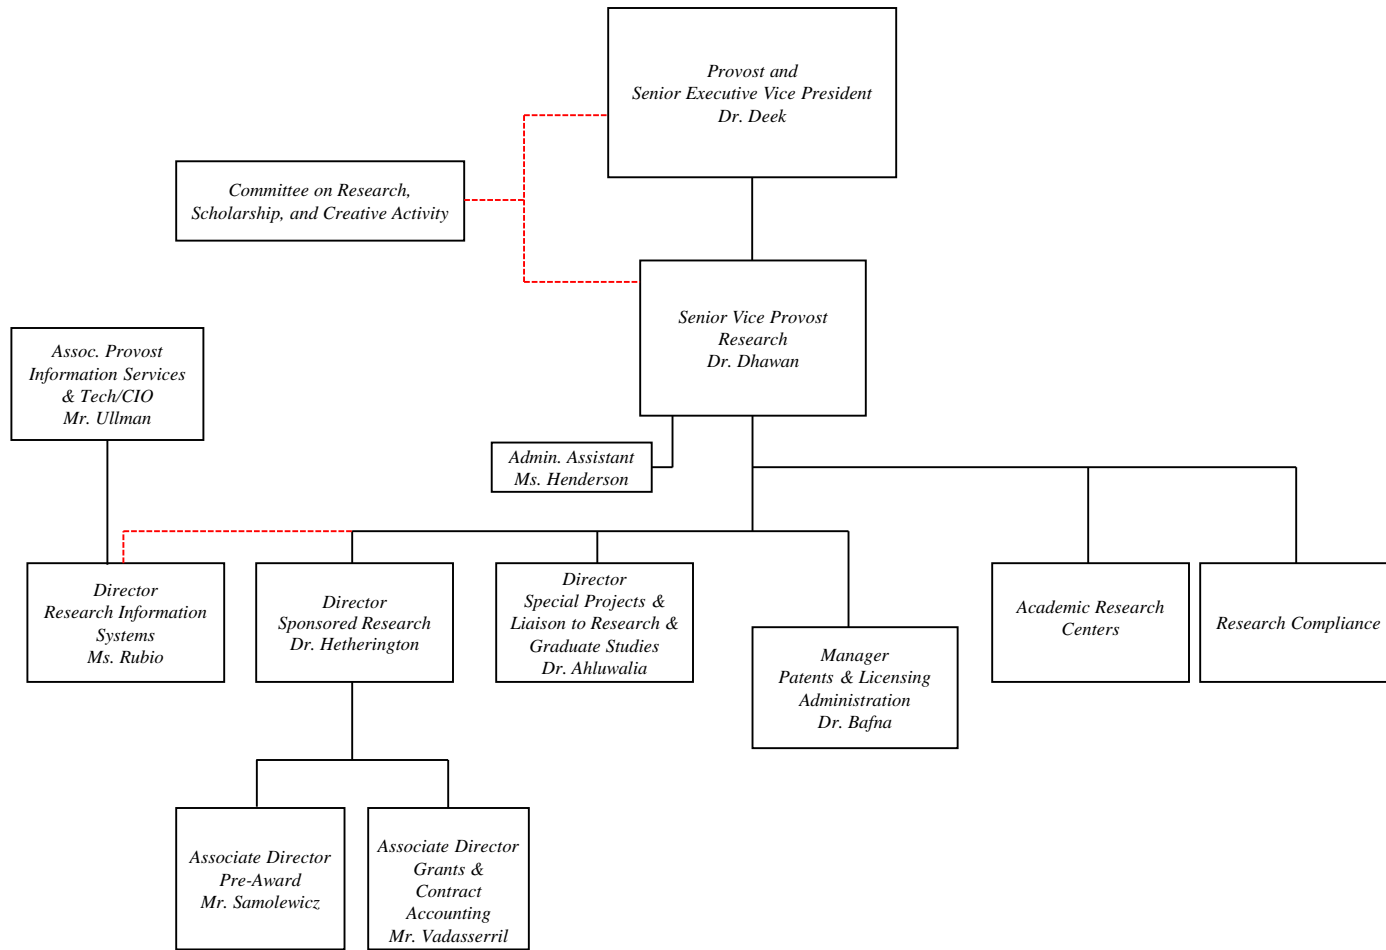 Provost and
Senior Executive Vice President
Dr. Deek
Committee on Research,
Scholarship, and Creative Activity
Senior Vice Provost
Research
Dr. Dhawan
Assoc. Provost
Information Services
& Tech/CIO
Mr. Ullman
Admin. Assistant
Ms. Henderson
Director
Research Information
Systems
Ms. Rubio
Director
Sponsored Research
Dr. Hetherington
Director
Special Projects &
Liaison to Research &
Graduate Studies
Dr. Ahluwalia
Manager
Patents & Licensing
Administration
Dr. Bafna
Academic Research
Centers
Research Compliance
Associate Director
Pre-Award
Mr. Samolewicz
Associate Director
Grants &
Contract
Accounting
Mr. Vadasserril